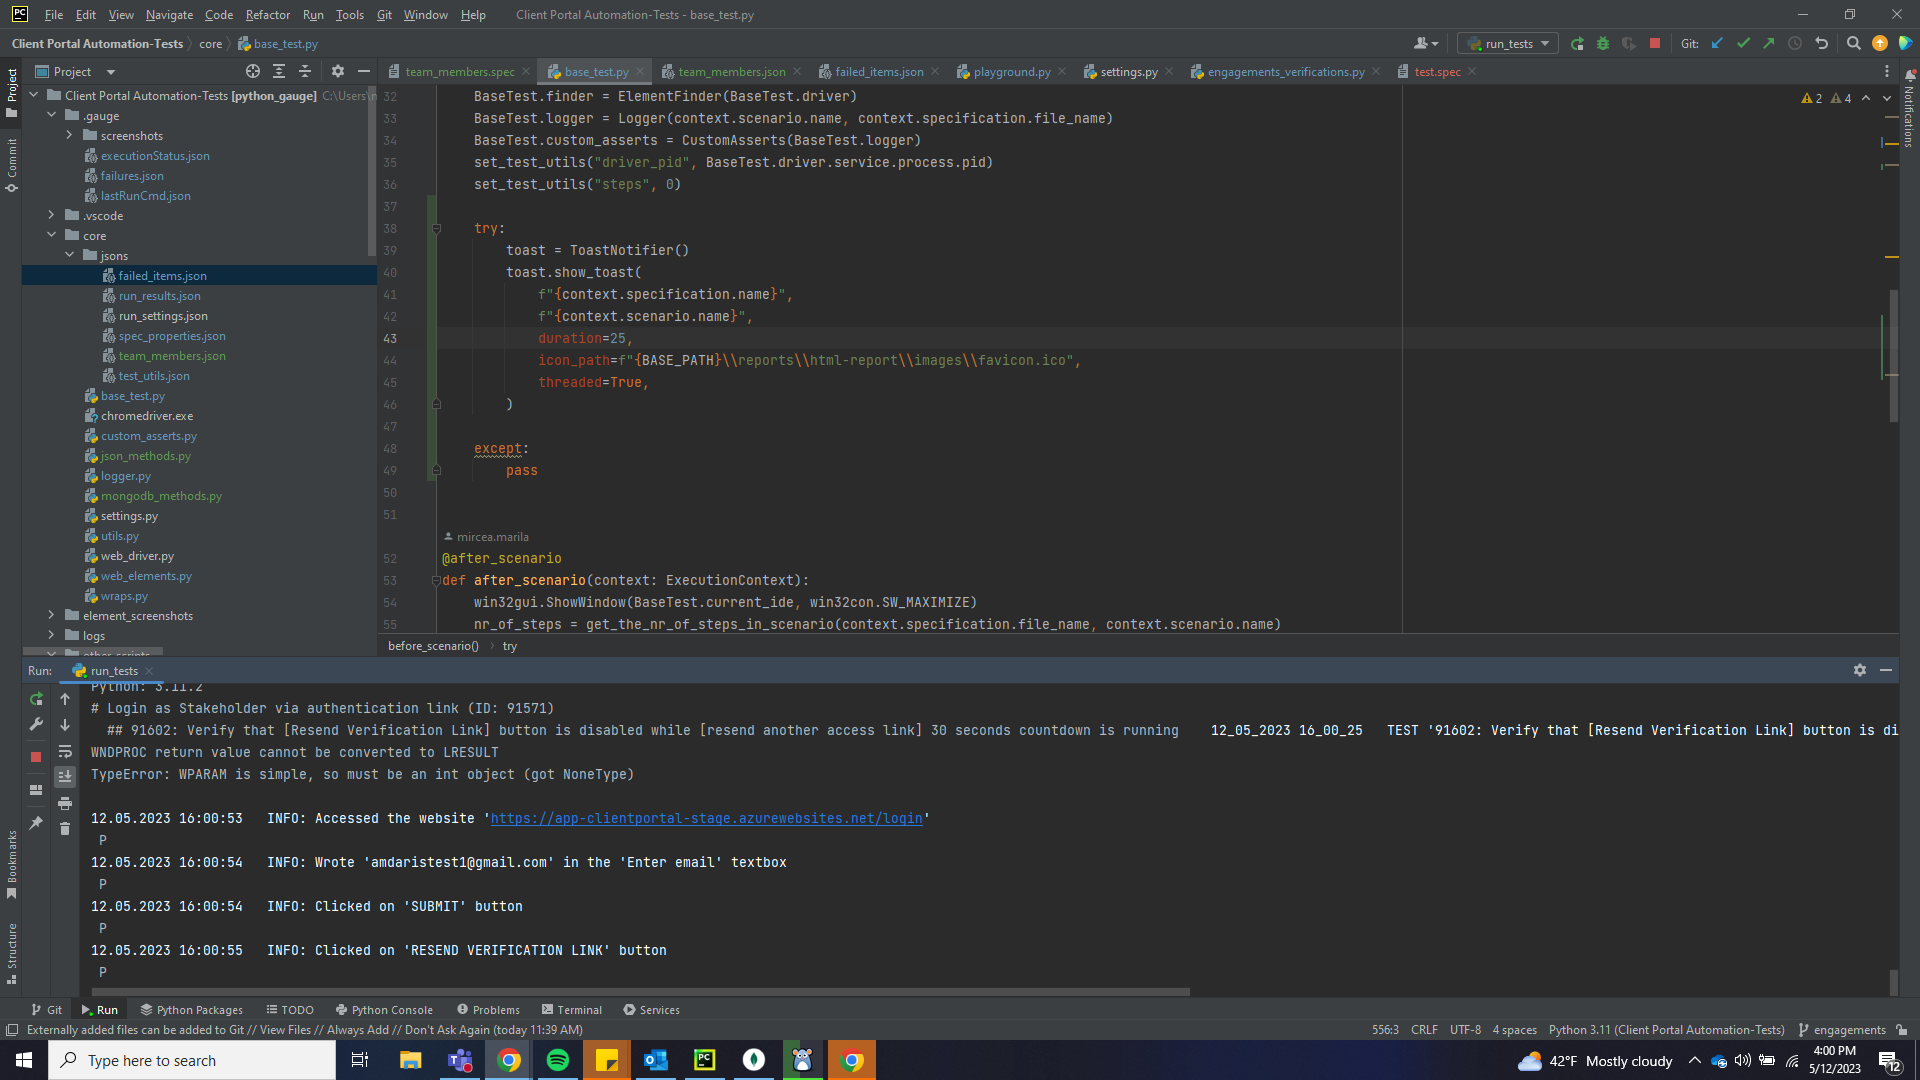 PC File Edit View Navigate Code Refactor Run Tools Git Window Help Client Portal Automation-Tests - base_test.py
Client Portal Automation-Tests core base_test.py run_tests Git:
Project team_members.spec base_test.py team_members.json failed_items.json playground.py settings.py engagements_verifications.py test.spec
Project
Commit
Bookmarks
Structure
Notifications
Client Portal Automation-Tests [python_gauge] C:\Users\
.gauge
screenshots
executionStatus.json
failures.json
lastRunCmd.json
.vscode
core
jsons
failed_items.json
run_results.json
run_settings.json
spec_properties.json
team_members.json
test_utils.json
base_test.py
chromedriver.exe
custom_asserts.py
json_methods.py
logger.py
mongodb_methods.py
settings.py
utils.py
web_driver.py
web_elements.py
wraps.py
element_screenshots
logs
2 4
32 BaseTest.finder = ElementFinder(BaseTest.driver)
33 BaseTest.logger = Logger(context.scenario.name, context.specification.file_name)
34 BaseTest.custom_asserts = CustomAsserts(BaseTest.logger)
35 set_test_utils("driver_pid", BaseTest.driver.service.process.pid)
36 set_test_utils("steps", 0)
37
38 try:
39 toast = ToastNotifier()
40 toast.show_toast(
41 f"{context.specification.name}",
42 f"{context.scenario.name}",
43 duration=25,
44 icon_path=f"{BASE_PATH}\\reports\\html-report\\images\\favicon.ico",
45 threaded=True,
46 )
47
48 except:
49 pass
50
51
mircea.marila
52 @after_scenario
53 def after_scenario(context: ExecutionContext):
54 win32gui.ShowWindow(BaseTest.current_ide, win32con.SW_MAXIMIZE)
55 nr_of_steps = get_the_nr_of_steps_in_scenario(context.specification.file_name, context.scenario.name)
before_scenario() try
Run: run_tests
Python: 3.11.2
# Login as Stakeholder via authentication link (ID: 91571)
## 91602: Verify that [Resend Verification Link] button is disabled while [resend another access link] 30 seconds countdown is running 12_05_2023 16_00_25 TEST '91602: Verify that [Resend Verification Link] button is di
WNDPROC return value cannot be converted to LRESULT
TypeError: WPARAM is simple, so must be an int object (got NoneType)
12.05.2023 16:00:53 INFO: Accessed the website 'https://app-clientportal-stage.azurewebsites.net/login'
P
12.05.2023 16:00:54 INFO: Wrote 'amdaristest1@gmail.com' in the 'Enter email' textbox
P
12.05.2023 16:00:54 INFO: Clicked on 'SUBMIT' button
P
12.05.2023 16:00:55 INFO: Clicked on 'RESEND VERIFICATION LINK' button
P
Git Run Python Packages TODO Python Console Problems Terminal Services
Externally added files can be added to Git // View Files // Always Add // Don't Ask Again (today 11:39 AM) 556:3 CRLF UTF-8 4 spaces Python 3.11 (Client Portal Automation-Tests) engagements
Type here to search PC 42°F Mostly cloudy 4:00 PM
5/12/2023 12